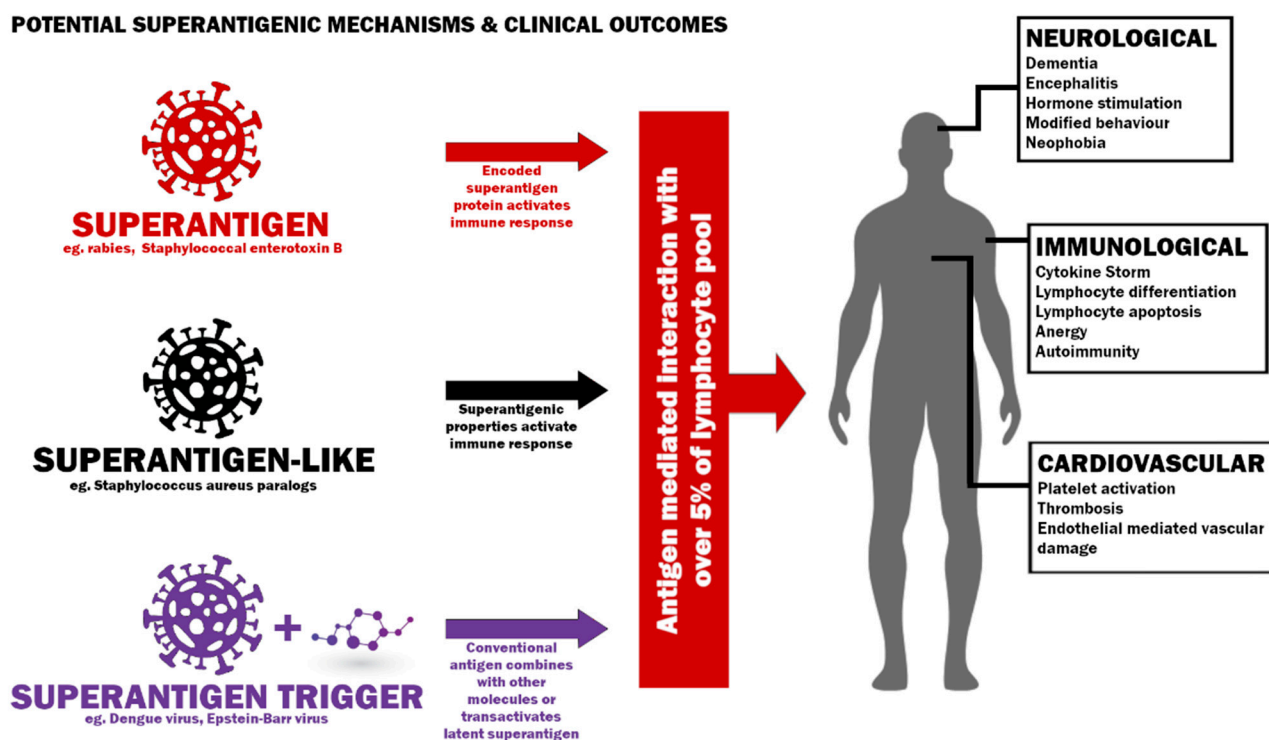 POTENTIAL SUPERANTIGENIC MECHANISMS & CLINICAL OUTCOMES
SUPERANTIGEN
eg. rabies, Staphylococcal enterotoxin B
Encoded
superantigen
protein activates
immune response
SUPERANTIGEN-LIKE
eg. Staphylococcus aureus paralogs
Superantigenic
properties activate
immune response
SUPERANTIGEN TRIGGER
eg. Dengue virus, Epstein-Barr virus
+
Conventional
antigen combines
with other
molecules or
transactivates
latent superantigen
Antigen mediated interaction with
over 5% of lymphocyte pool
NEUROLOGICAL
Dementia
Encephalitis
Hormone stimulation
Modified behaviour
Neophobia
IMMUNOLOGICAL
Cytokine Storm
Lymphocyte differentiation
Lymphocyte apoptosis
Anergy
Autoimmunity
CARDIOVASCULAR
Platelet activation
Thrombosis
Endothelial mediated vascular
damage